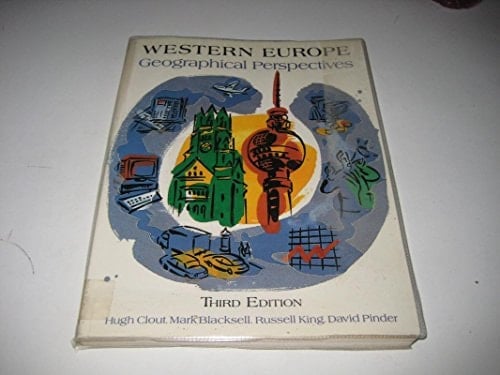 WESTERN EUROPE
Geographical Perspectives
THIRD EDITION
Hugh Clout, Mark Blacksell, Russell King, David Pinder